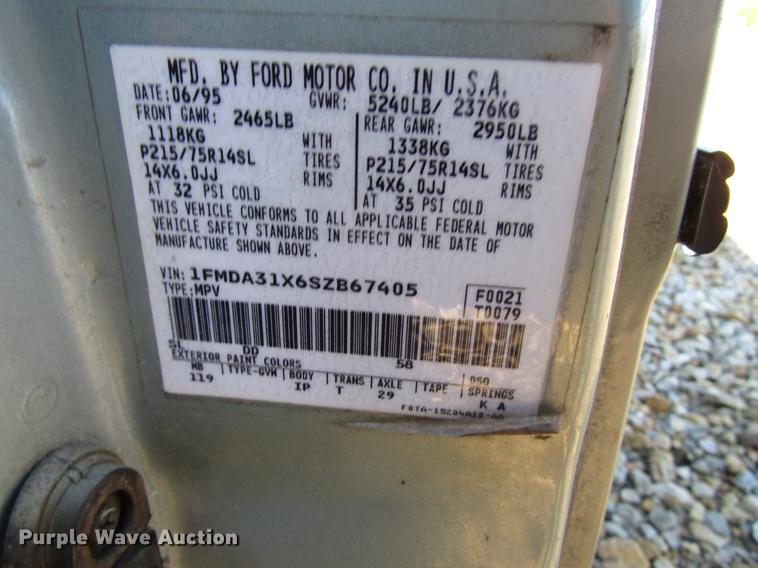 MFD. BY FORD MOTOR CO. IN U.S.A.
DATE: 06/95 GVWR: 5240LB/ 2376KG
FRONT GAWR: 2465LB REAR GAWR: 2950LB
1118KG WITH 1338KG WITH
P215/75R14SL TIRES P215/75R14SL TIRES
14X6.0JJ RIMS 14X6.0JJ RIMS
AT 32 PSI COLD AT 35 PSI COLD
THIS VEHICLE CONFORMS TO ALL APPLICABLE FEDERAL MOTOR
VEHICLE SAFETY STANDARDS IN EFFECT ON THE DATE OF
MANUFACTURE SHOWN ABOVE.
VIN: 1FMDA31X6SZB67405 F0021
TYPE: MPV T0079
SL DD 58
EXTERIOR PAINT COLORS DSO
WB TYPE-GVM BODY TRANS AXLE TAPE SPRINGS
119 IP T 29 K A
F0TA-15204A10-AA
Purple Wave Auction